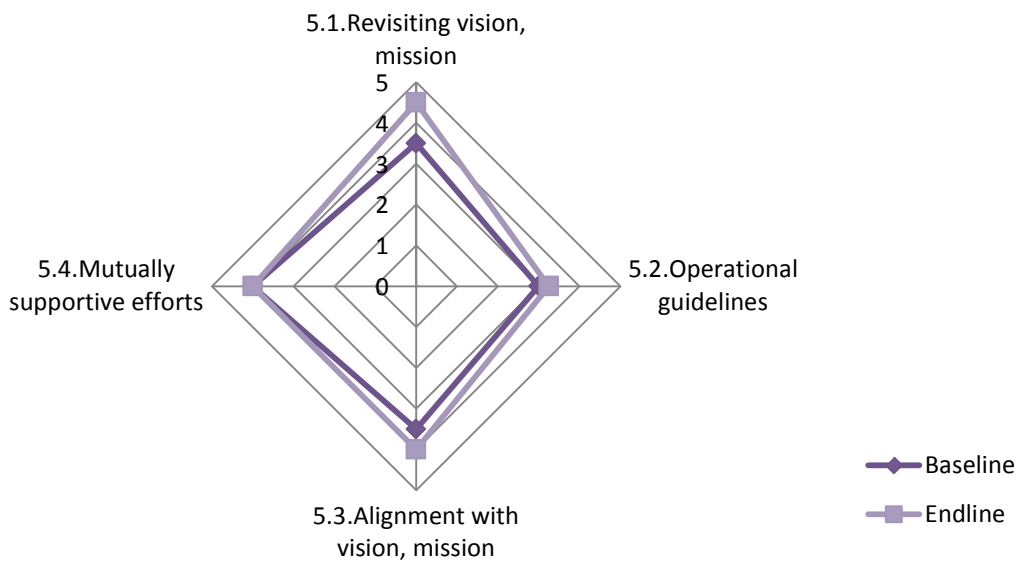 5.1.Revisiting vision,
mission
5
4
3
2
1
0
5.4.Mutually
supportive efforts
5.2.Operational
guidelines
5.3.Alignment with
vision, mission
Baseline
Endline